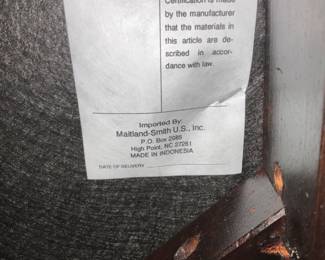 Certification is made
by the manufacturer
that the materials in
this article are de-
scribed in accor-
dance with law.
Imported By:
Maitland-Smith U.S., Inc.
P.O. Box 2085
High Point, NC 27261
MADE IN INDONESIA
DATE OF DELIVERY